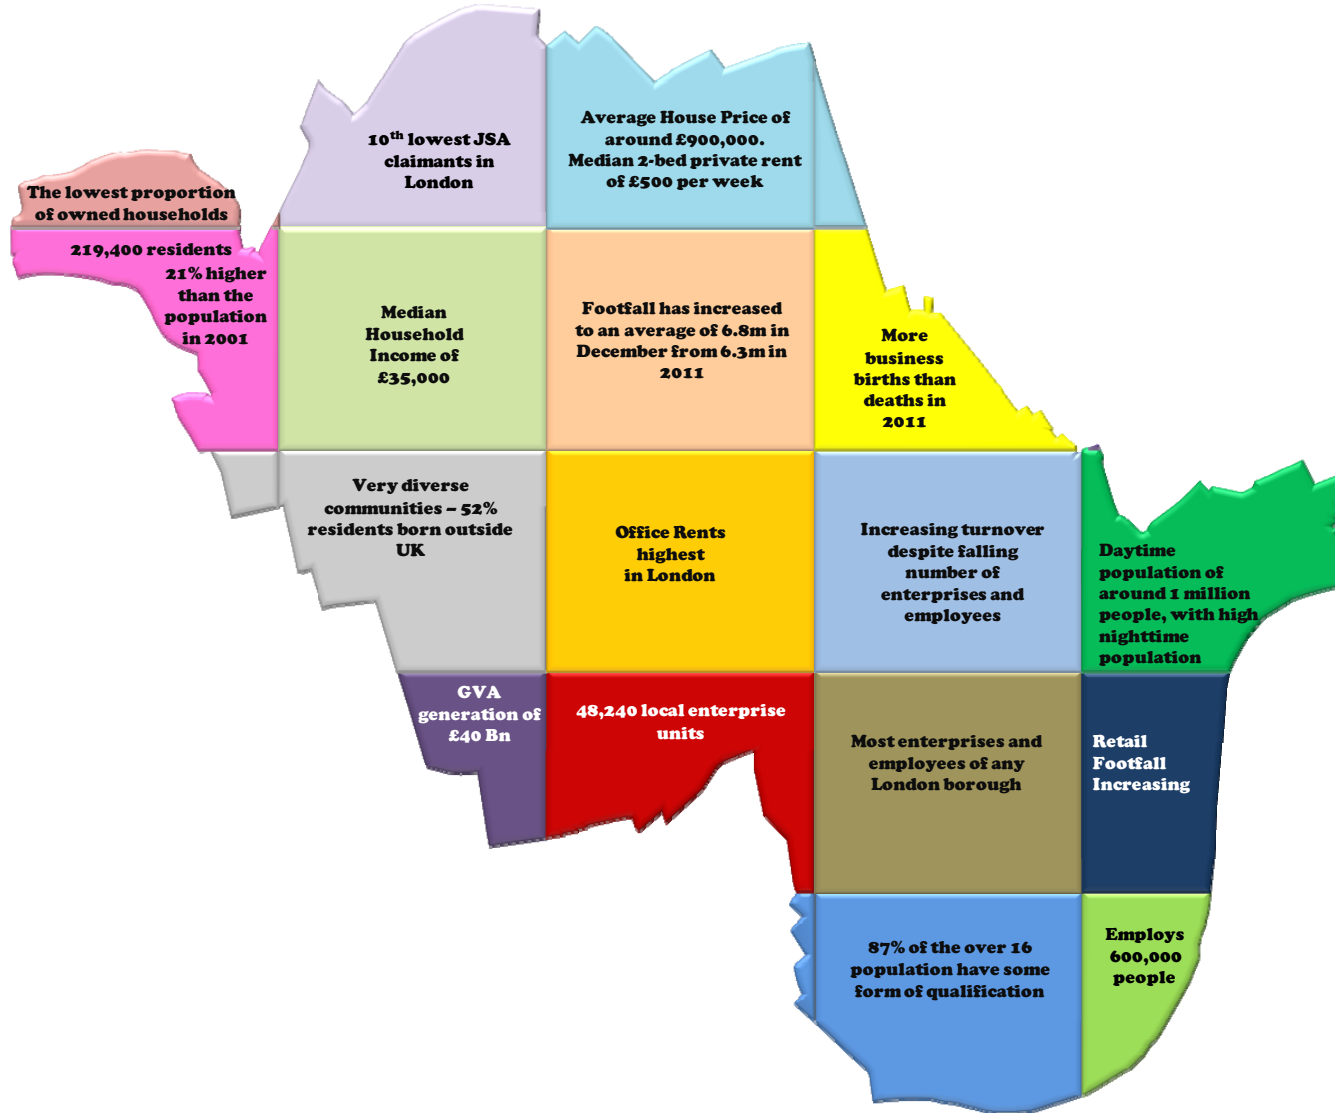 10th lowest JSA
claimants in
London
Average House Price of
around £900,000.
Median 2-bed private rent
of £500 per week
The lowest proportion
of owned households
219,400 residents
21% higher
than the
population
in 2001
Median
Household
Income of
£35,000
Footfall has increased
to an average of 6.8m in
December from 6.3m in
2011
More
business
births than
deaths in
2011
Very diverse
communities – 52%
residents born outside
UK
Office Rents
highest
in London
Increasing turnover
despite falling
number of
enterprises and
employees
Daytime
population of
around 1 million
people, with high
nighttime
population
GVA
generation of
£40 Bn
48,240 local enterprise
units
Most enterprises and
employees of any
London borough
Retail
Footfall
Increasing
87% of the over 16
population have some
form of qualification
Employs
600,000
people